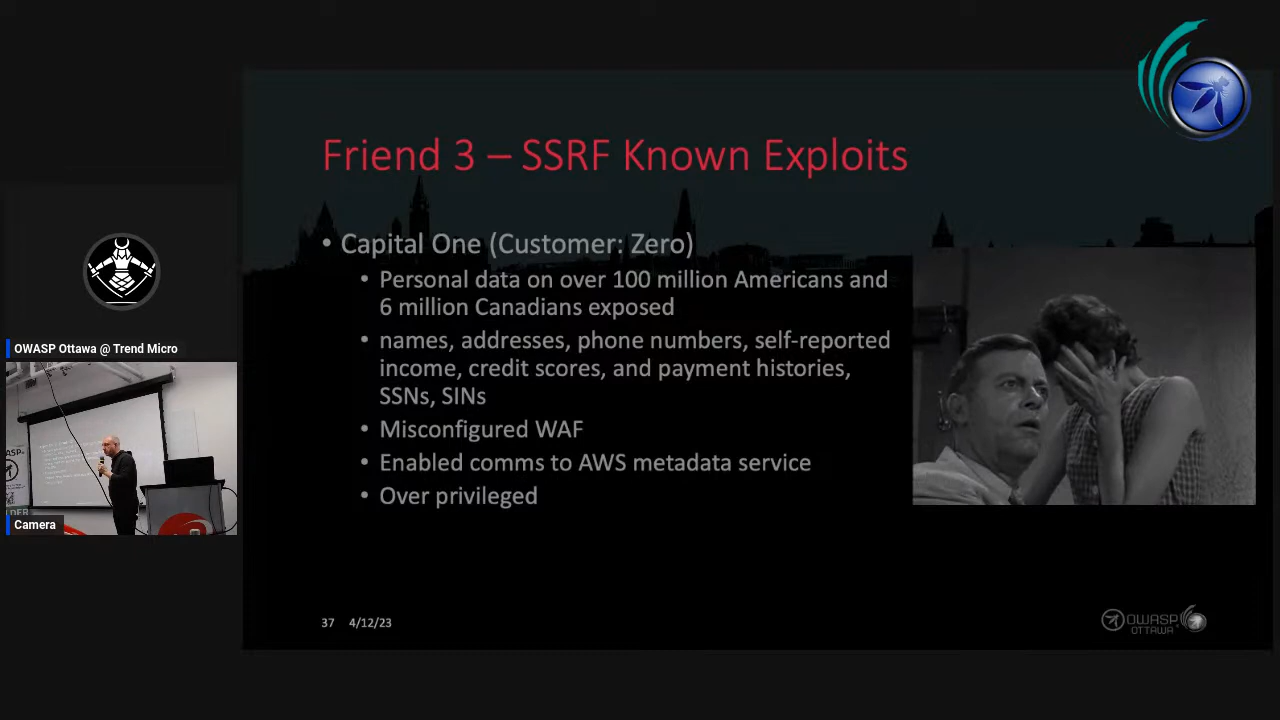 Friend 3 – SSRF Known Exploits
• Capital One (Customer: Zero)
• Personal data on over 100 million Americans and
6 million Canadians exposed
• names, addresses, phone numbers, self-reported
income, credit scores, and payment histories,
SSNs, SINs
• Misconfigured WAF
• Enabled comms to AWS metadata service
• Over privileged
37 4/12/23
OWASP
OTTAWA
OWASP Ottawa @ Trend Micro
Camera